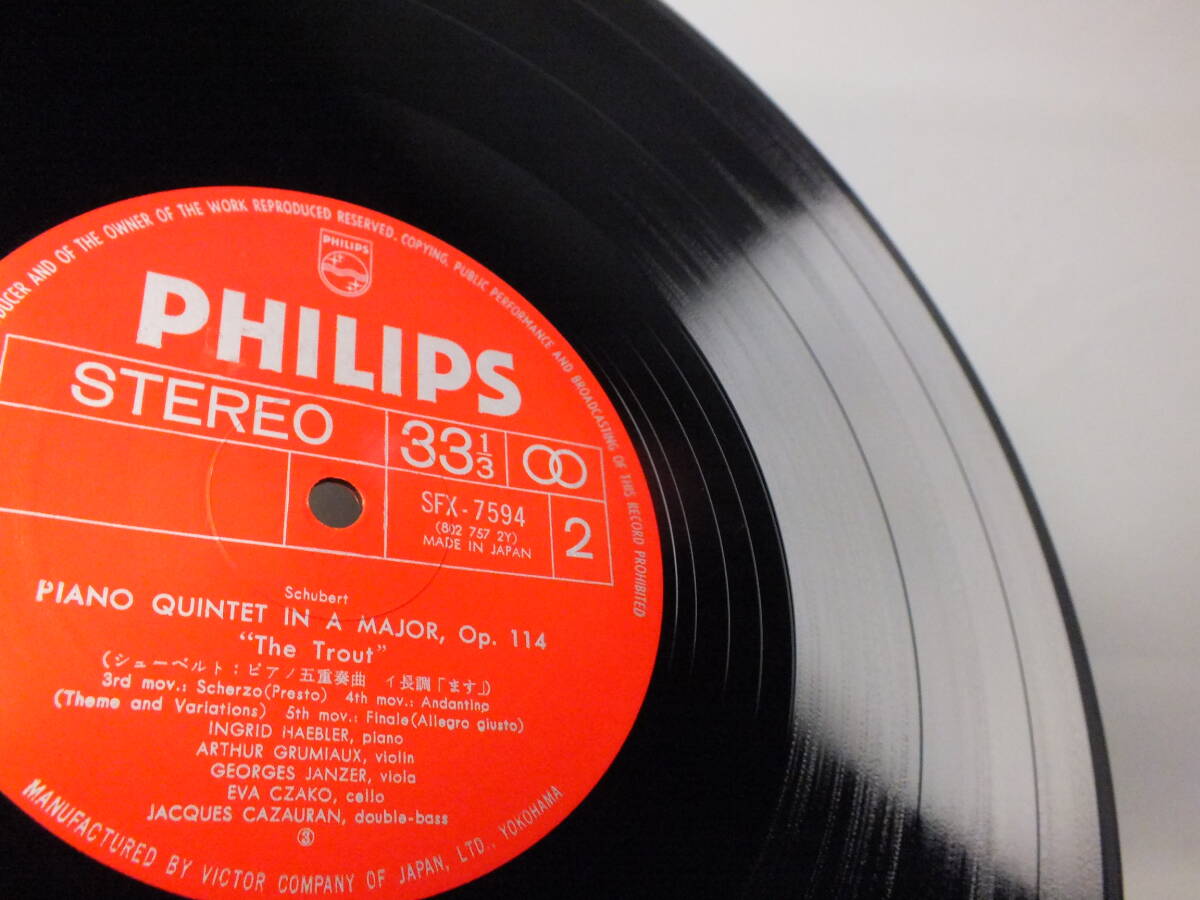 DUCER AND OF THE OWNER OF THE WORK REPRODUCED RESERVED. COPYING, PUBLIC PERFORMANCE AND BROADCASTING OF THIS RECORD PROHIBITED
PHILIPS
PHILIPS
STEREO
33 1/3
SFX-7594
(802 757 2Y)
MADE IN JAPAN
2
Schubert
PIANO QUINTET IN A MAJOR, Op. 114
“The Trout”
(シューベルト：ピアノ五重奏曲 イ長調「ます」)
3rd mov.: Scherzo(Presto) 4th mov.: Andantino
(Theme and Variations) 5th mov.: Finale(Allegro giusto)
INGRID HAEBLER, piano
ARTHUR GRUMIAUX, violin
GEORGES JANZER, viola
EVA CZAKO, cello
JACQUES CAZAURAN, double-bass
③
MANUFACTURED BY VICTOR COMPANY OF JAPAN, LTD., YOKOHAMA